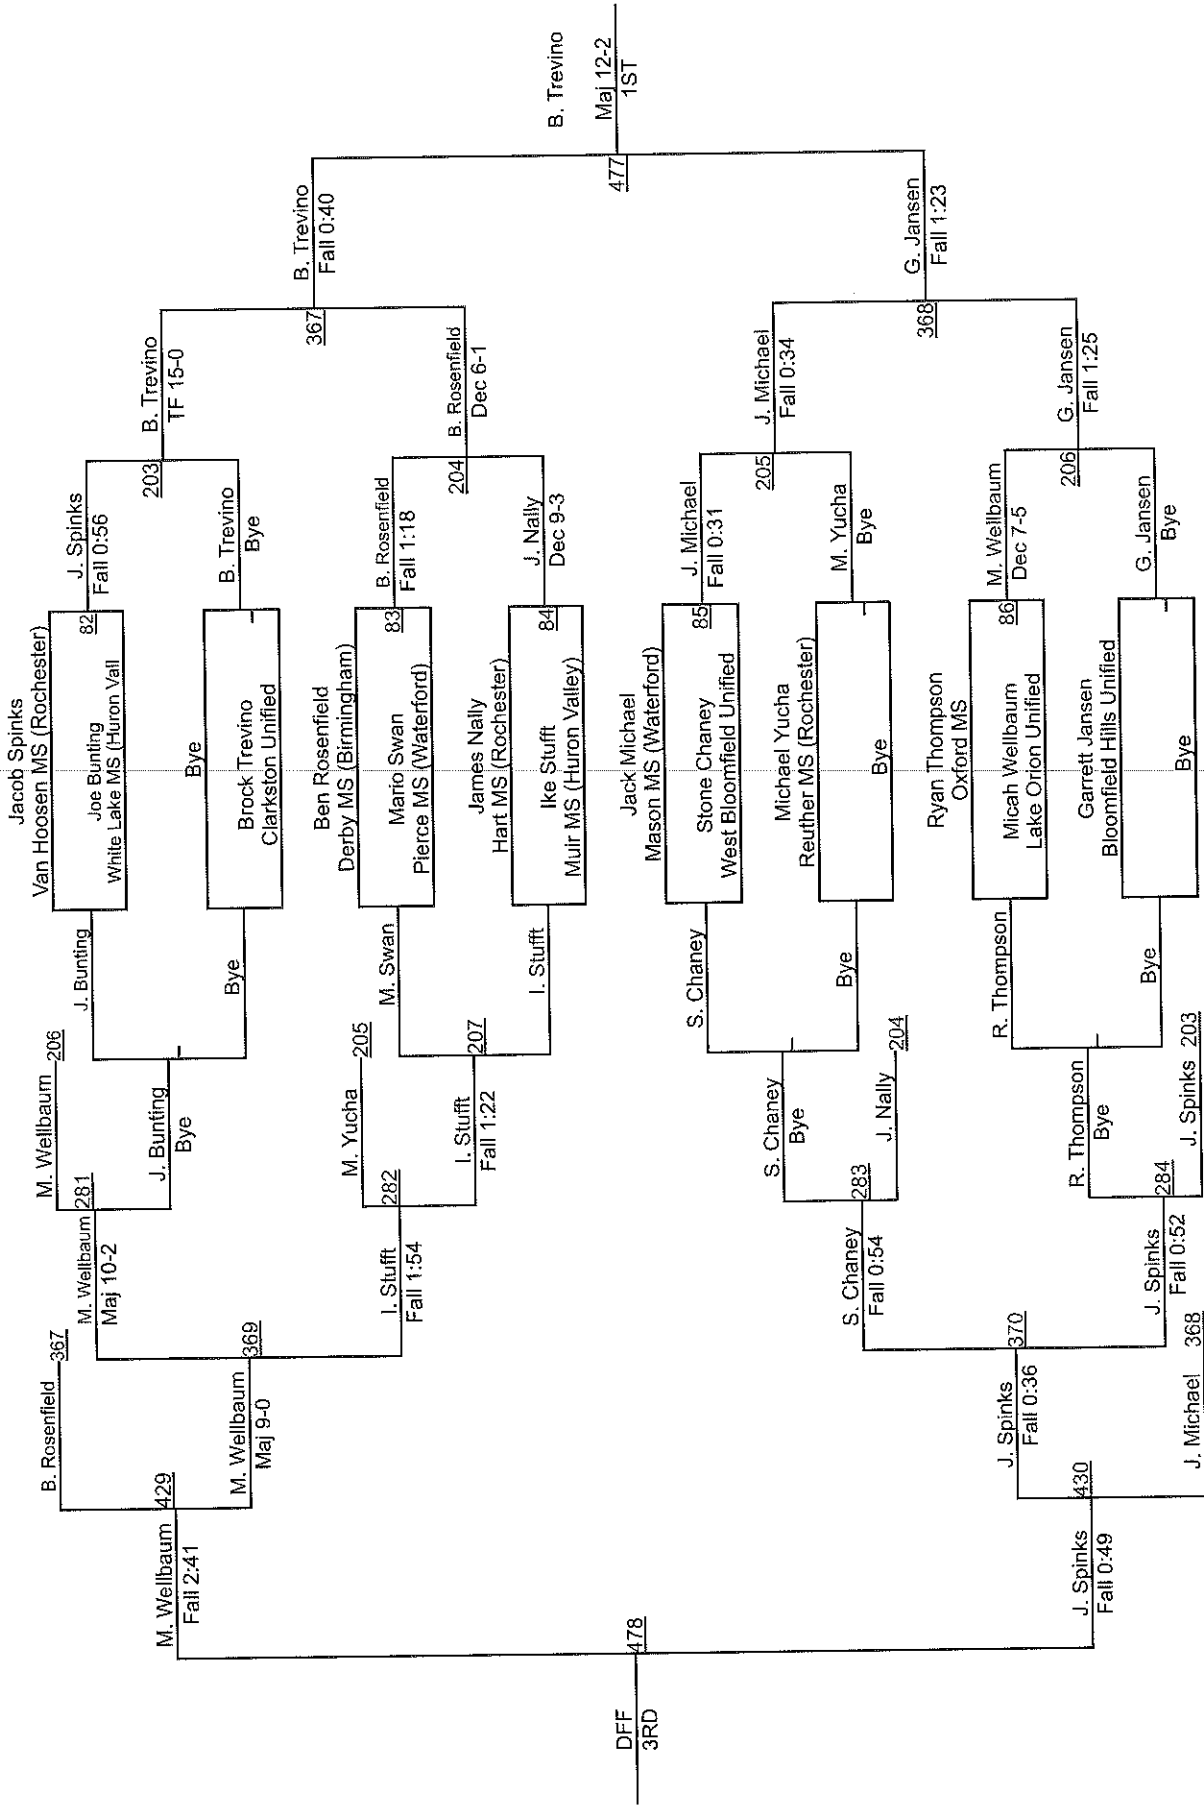 Jacob Spinks
Van Hoosen MS (Rochester)
82
Joe Bunting
White Lake MS (Huron Vall
Bye
Brock Trevino
Clarkston Unified
Ben Rosenfield
Derby MS (Birmingham)
83
Mario Swan
Pierce MS (Waterford)
James Nally
Hart MS (Rochester)
84
Ike Stufft
Muir MS (Huron Valley)
Jack Michael
Mason MS (Waterford)
85
Stone Chaney
West Bloomfield Unified
Michael Yucha
Reuther MS (Rochester)
Bye
Ryan Thompson
Oxford MS
86
Micah Wellbaum
Lake Orion Unified
Garrett Jansen
Bloomfield Hills Unified
Bye
J. Spinks
Fall 0:56
B. Trevino
Bye
B. Rosenfield
Fall 1:18
J. Nally
Dec 9-3
J. Michael
Fall 0:31
M. Yucha
Bye
M. Wellbaum
Dec 7-5
G. Jansen
Bye
203
204
205
206
B. Trevino
TF 15-0
B. Rosenfield
Dec 6-1
J. Michael
Fall 0:34
G. Jansen
Fall 1:25
367
368
B. Trevino
Fall 0:40
G. Jansen
Fall 1:23
477
B. Trevino
Maj 12-2
1ST
J. Bunting
Bye
M. Swan
I. Stufft
S. Chaney
Bye
R. Thompson
Bye
207
M. Wellbaum 206
J. Bunting
Bye
M. Yucha 205
I. Stufft
Fall 1:22
S. Chaney
Bye
J. Nally 204
R. Thompson
Bye
J. Spinks 203
281
282
283
284
B. Rosenfield 367
M. Wellbaum
Maj 10-2
I. Stufft
Fall 1:54
S. Chaney
Fall 0:54
J. Spinks
Fall 0:52
369
370
M. Wellbaum
Maj 9-0
J. Spinks
Fall 0:36
J. Michael 368
429
430
M. Wellbaum
Fall 2:41
J. Spinks
Fall 0:49
478
DFF
3RD